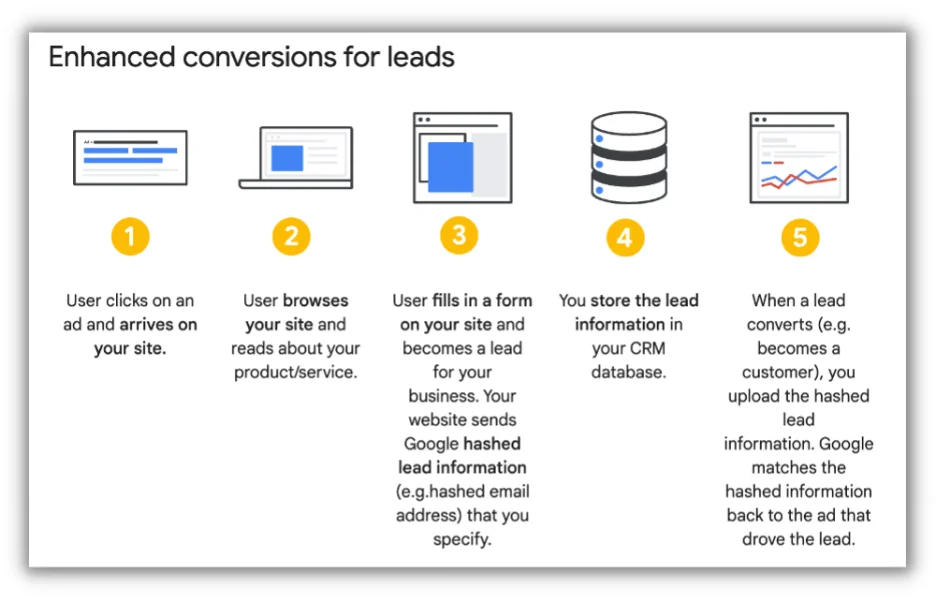 Enhanced conversions for leads
1
User clicks on an
ad and arrives on
your site.
2
User browses
your site and
reads about your
product/service.
3
User fills in a form
on your site and
becomes a lead
for your
business. Your
website sends
Google hashed
lead information
(e.g.hashed email
address) that you
specify.
4
You store the lead
information in
your CRM
database.
5
When a lead
converts (e.g.
becomes a
customer), you
upload the hashed
lead
information. Google
matches the
hashed information
back to the ad that
drove the lead.